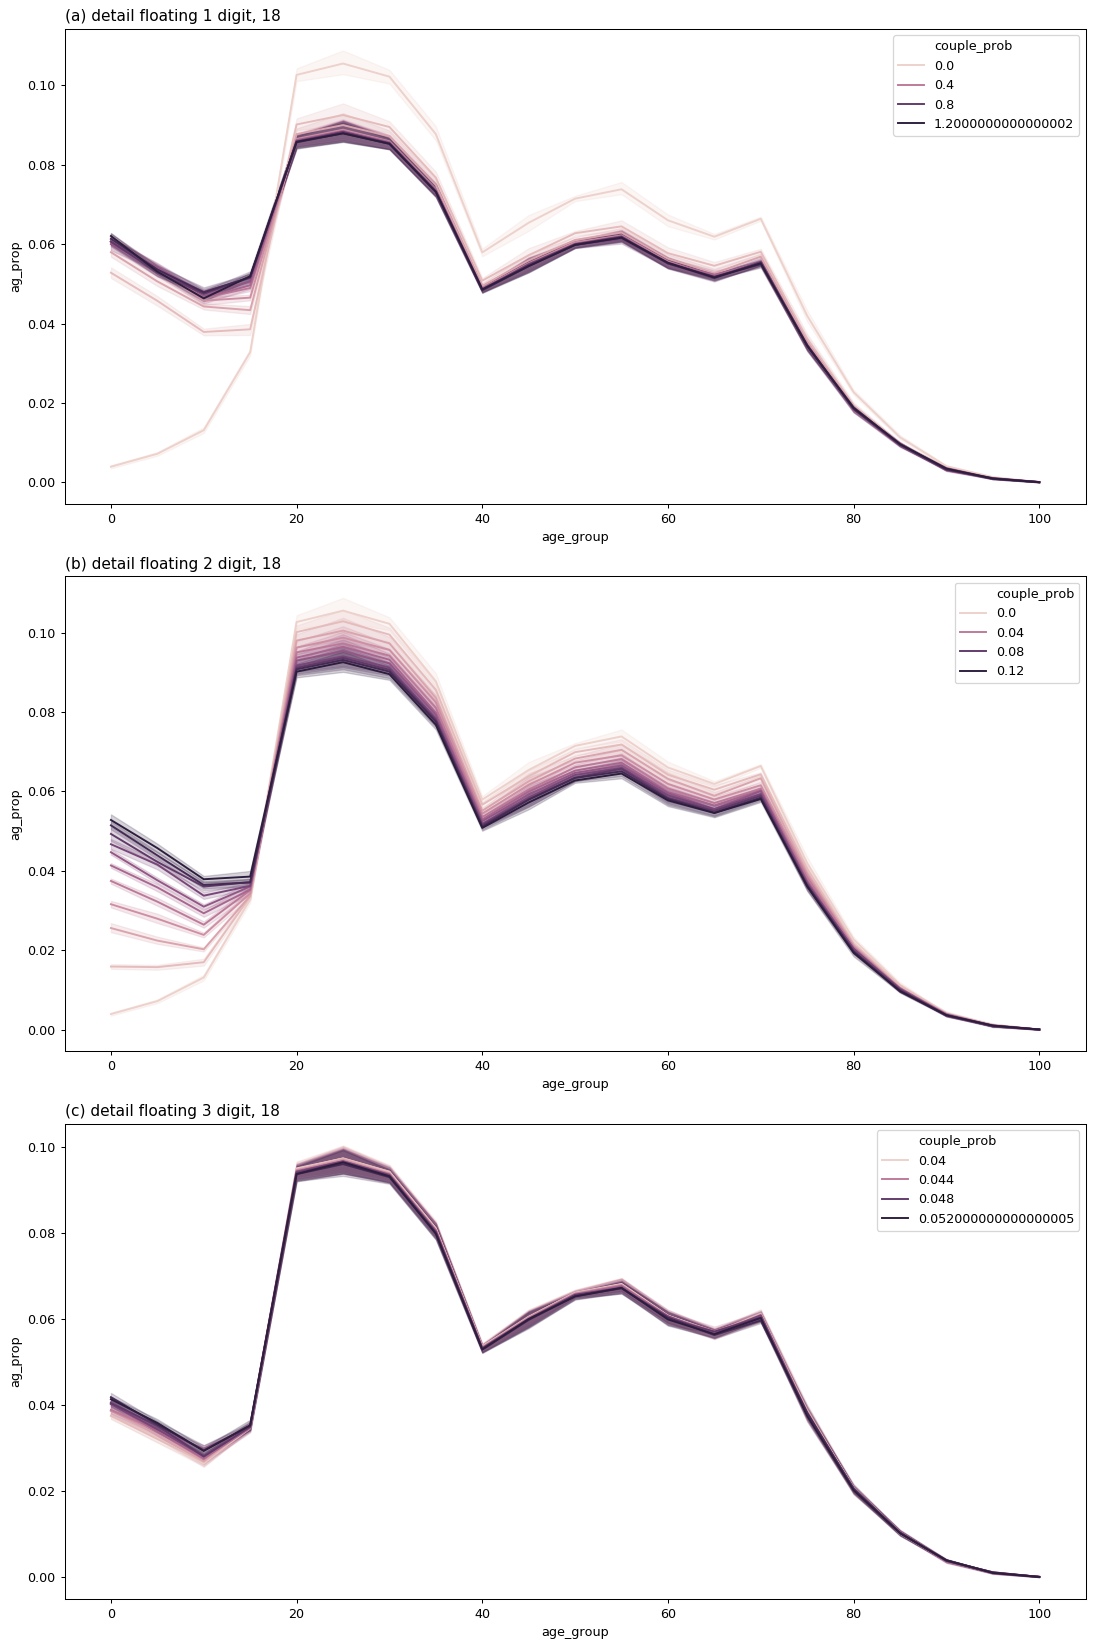 (a) detail floating 1 digit, 18
couple_prob
0.0
0.4
0.8
1.2000000000000002
0.10
0.08
0.06
0.04
0.02
0.00
ag_prop
0 20 40 60 80 100
age_group
(b) detail floating 2 digit, 18
couple_prob
0.0
0.04
0.08
0.12
0.10
0.08
0.06
0.04
0.02
0.00
ag_prop
0 20 40 60 80 100
age_group
(c) detail floating 3 digit, 18
couple_prob
0.04
0.044
0.048
0.052000000000000005
0.10
0.08
0.06
0.04
0.02
0.00
ag_prop
0 20 40 60 80 100
age_group